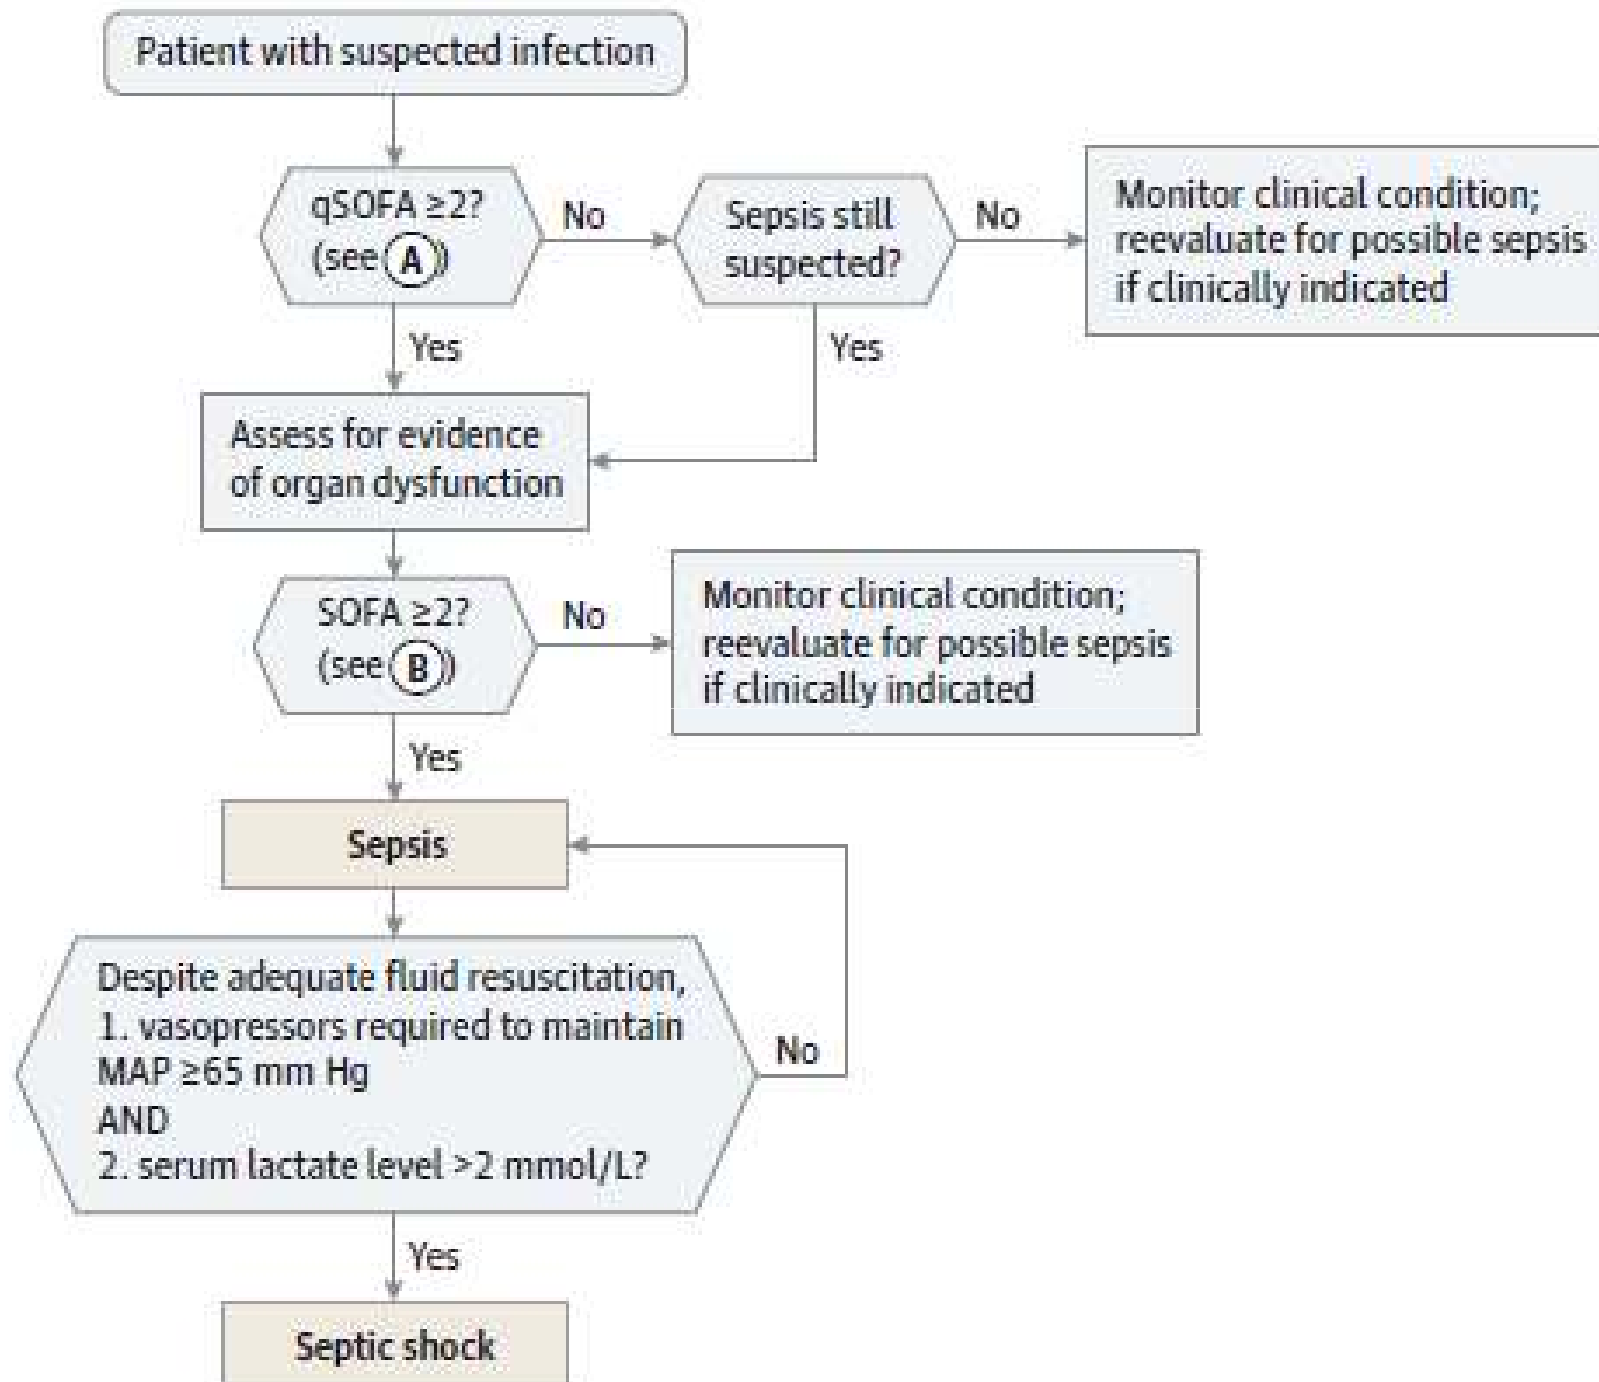 Patient with suspected infection
qSOFA ≥2?
(see A)
No
Sepsis still
suspected?
No
Monitor clinical condition;
reevaluate for possible sepsis
if clinically indicated
Yes
Yes
Assess for evidence
of organ dysfunction
SOFA ≥2?
(see B)
No
Monitor clinical condition;
reevaluate for possible sepsis
if clinically indicated
Yes
Sepsis
Despite adequate fluid resuscitation,
1. vasopressors required to maintain
MAP ≥65 mm Hg
AND
2. serum lactate level >2 mmol/L?
No
Yes
Septic shock